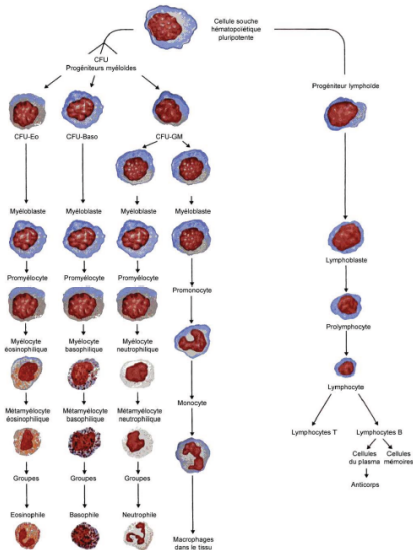 Cellule souche
hématopoïétique
pluripotente
CFU
Progéniteurs myéloïdes
Progéniteur lymphoïde
CFU-Eo
CFU-Baso
CFU-GM
Myéloblaste
Myéloblaste
Myéloblaste
Myéloblaste
Lymphoblaste
Promyélocyte
Promyélocyte
Promyélocyte
Promonocyte
Prolymphocyte
Myélocyte
éosinophilique
Myélocyte
basophilique
Myélocyte
neutrophilique
Lymphocyte
Monocyte
Métamyélocyte
éosinophilique
Métamyélocyte
basophilique
Métamyélocyte
neutrophilique
Lymphocytes T
Lymphocytes B
Cellules
du plasma
Cellules
mémoires
Anticorps
Groupes
Groupes
Groupes
Eosinophile
Basophile
Neutrophile
Macrophages
dans le tissu